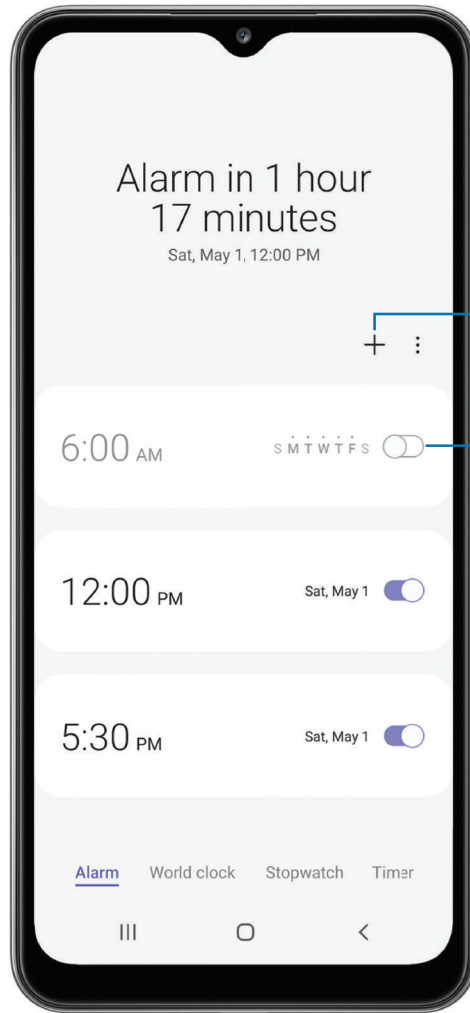 Alarm in 1 hour
17 minutes
Sat, May 1, 12:00 PM
6:00 AM S M T W T F S
12:00 PM Sat, May 1
5:30 PM Sat, May 1
Alarm World clock Stopwatch Timer